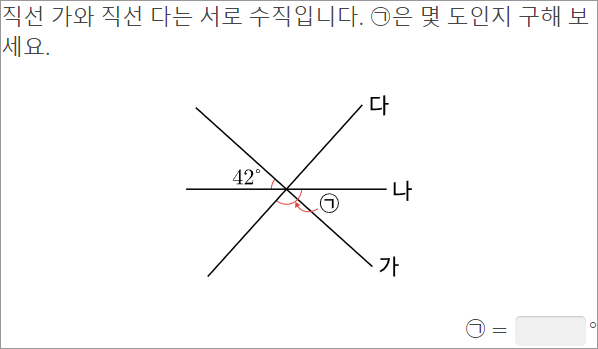 직선 가와 직선 다는 서로 수직입니다. ㉠은 몇 도인지 구해 보
세요.
다
42°
나
㉠
가
㉠ = °